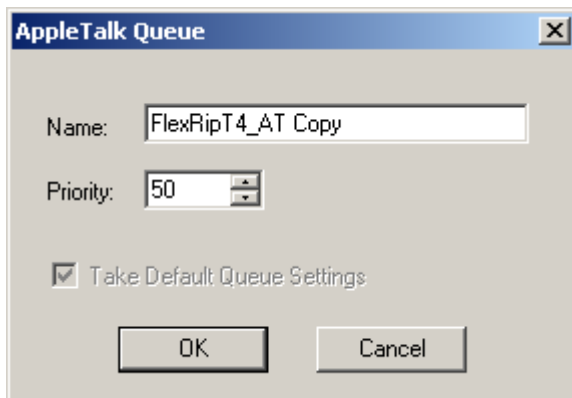 AppleTalk Queue
Name: FlexRipT4_AT Copy
Priority: 50
Take Default Queue Settings
OK Cancel